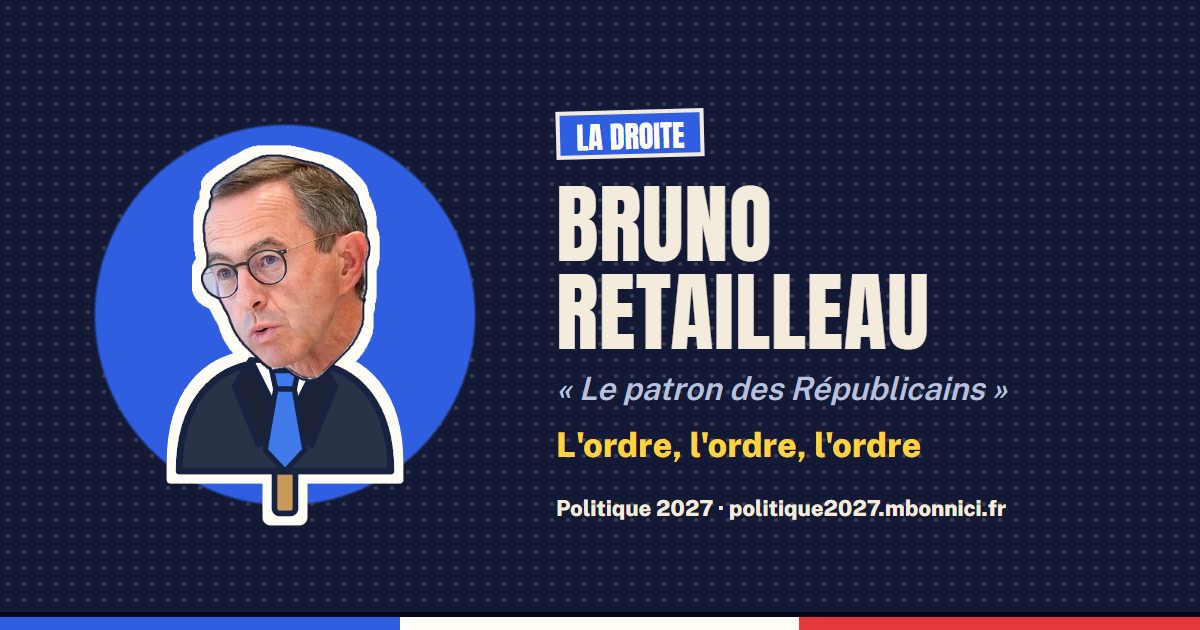 LA DROITE
BRUNO
RETAILLEAU
« Le patron des Républicains »
L'ordre, l'ordre, l'ordre
Politique 2027 · politique2027.mbonnici.fr